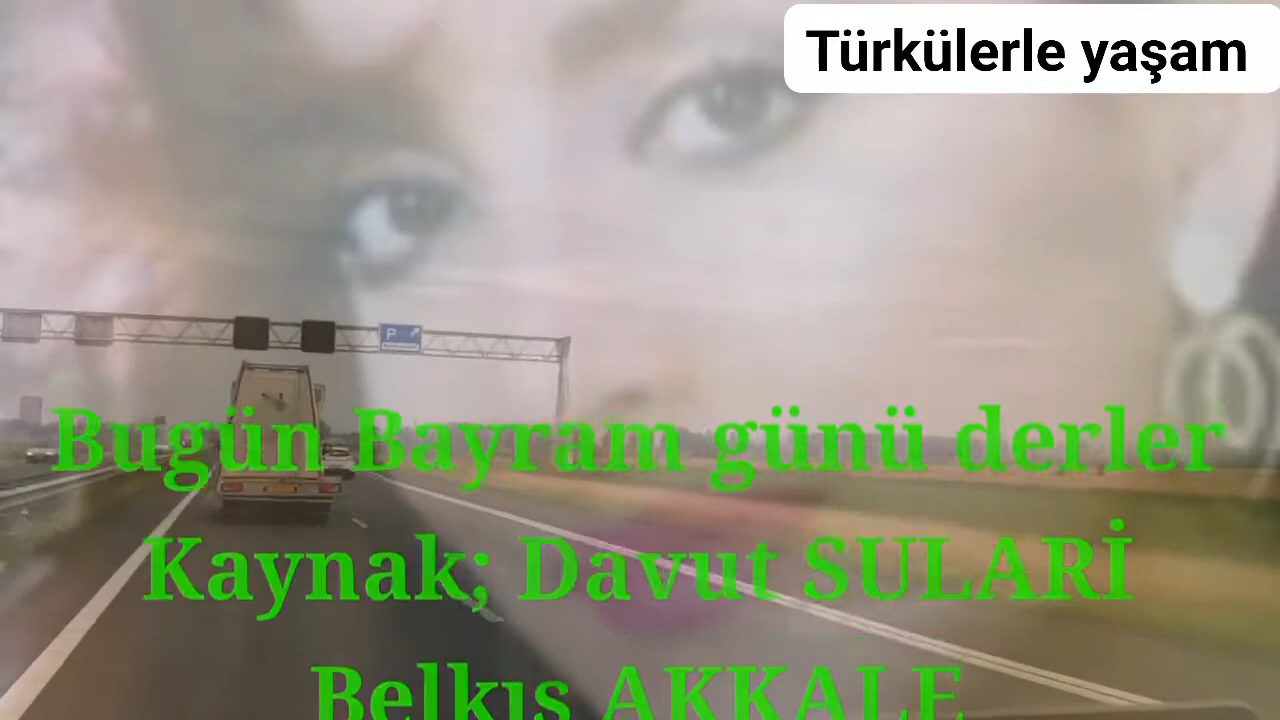 Türkülerle yaşam
P
Bugün Bayram günü derler
Kaynak; Davut SULARİ
Belkıs AKKALE